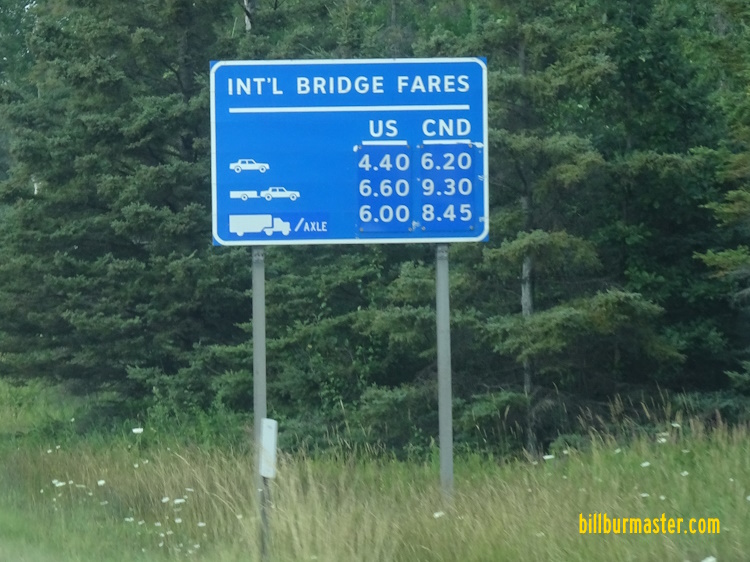 INT'L BRIDGE FARES
US CND
4.40 6.20
6.60 9.30
/AXLE 6.00 8.45
billburmaster.com